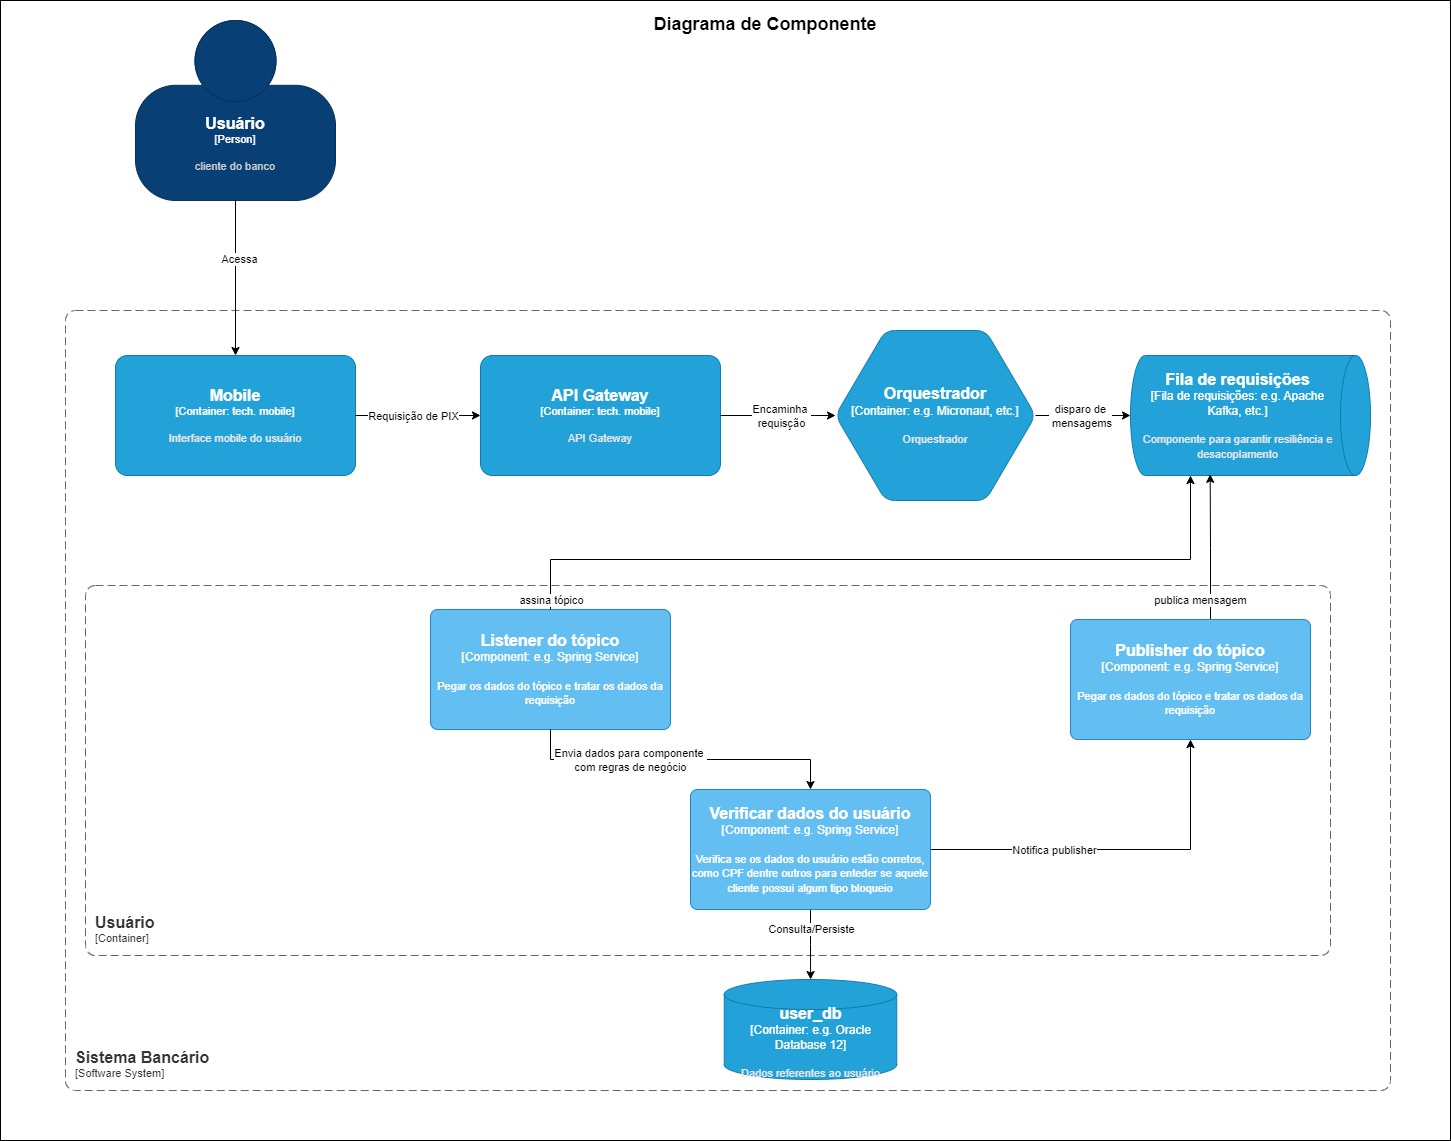 Diagrama de Componente
Usuário
[Person]
cliente do banco
Acessa
Mobile
[Container: tech. mobile]
Interface mobile do usuário
Requisição de PIX
API Gateway
[Container: tech. mobile]
API Gateway
Encaminha
requisção
Orquestrador
[Container: e.g. Micronaut, etc.]
Orquestrador
disparo de
mensagems
Fila de requisições
[Fila de requisições: e.g. Apache
Kafka, etc.]
Componente para garantir resiliência e
desacoplamento
assina tópico
publica mensagem
Listener do tópico
[Component: e.g. Spring Service]
Pegar os dados do tópico e tratar os dados da
requisição
Publisher do tópico
[Component: e.g. Spring Service]
Pegar os dados do tópico e tratar os dados da
requisição
Envia dados para componente
com regras de negócio
Verificar dados do usuário
[Component: e.g. Spring Service]
Verifica se os dados do usuário estão corretos,
como CPF dentre outros para enteder se aquele
cliente possui algum tipo bloqueio
Notifica publisher
Usuário
[Container]
Consulta/Persiste
user_db
[Container: e.g. Oracle
Database 12]
Dados referentes ao usuário
Sistema Bancário
[Software System]